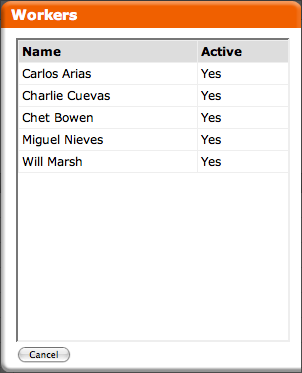 Workers
Name Active
Carlos Arias Yes
Charlie Cuevas Yes
Chet Bowen Yes
Miguel Nieves Yes
Will Marsh Yes
Cancel